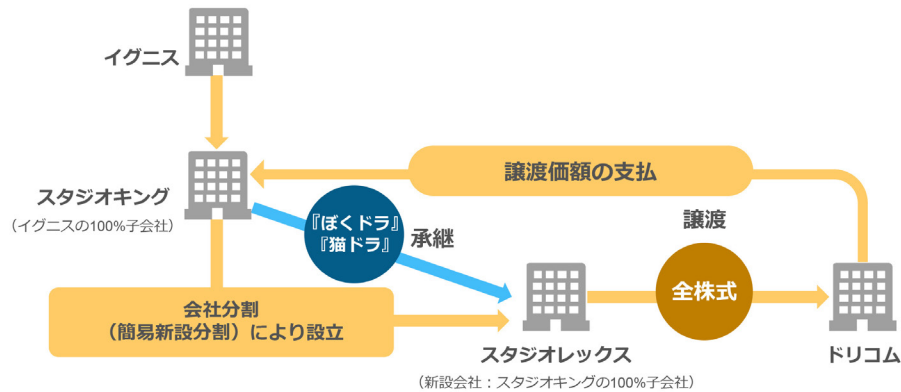 イグニス
スタジオキング
（イグニスの100%子会社）
譲渡価額の支払
『ぼくドラ』
『猫ドラ』
承継
譲渡
全株式
会社分割
（簡易新設分割）により設立
スタジオレックス
（新設会社：スタジオキングの100%子会社）
ドリコム